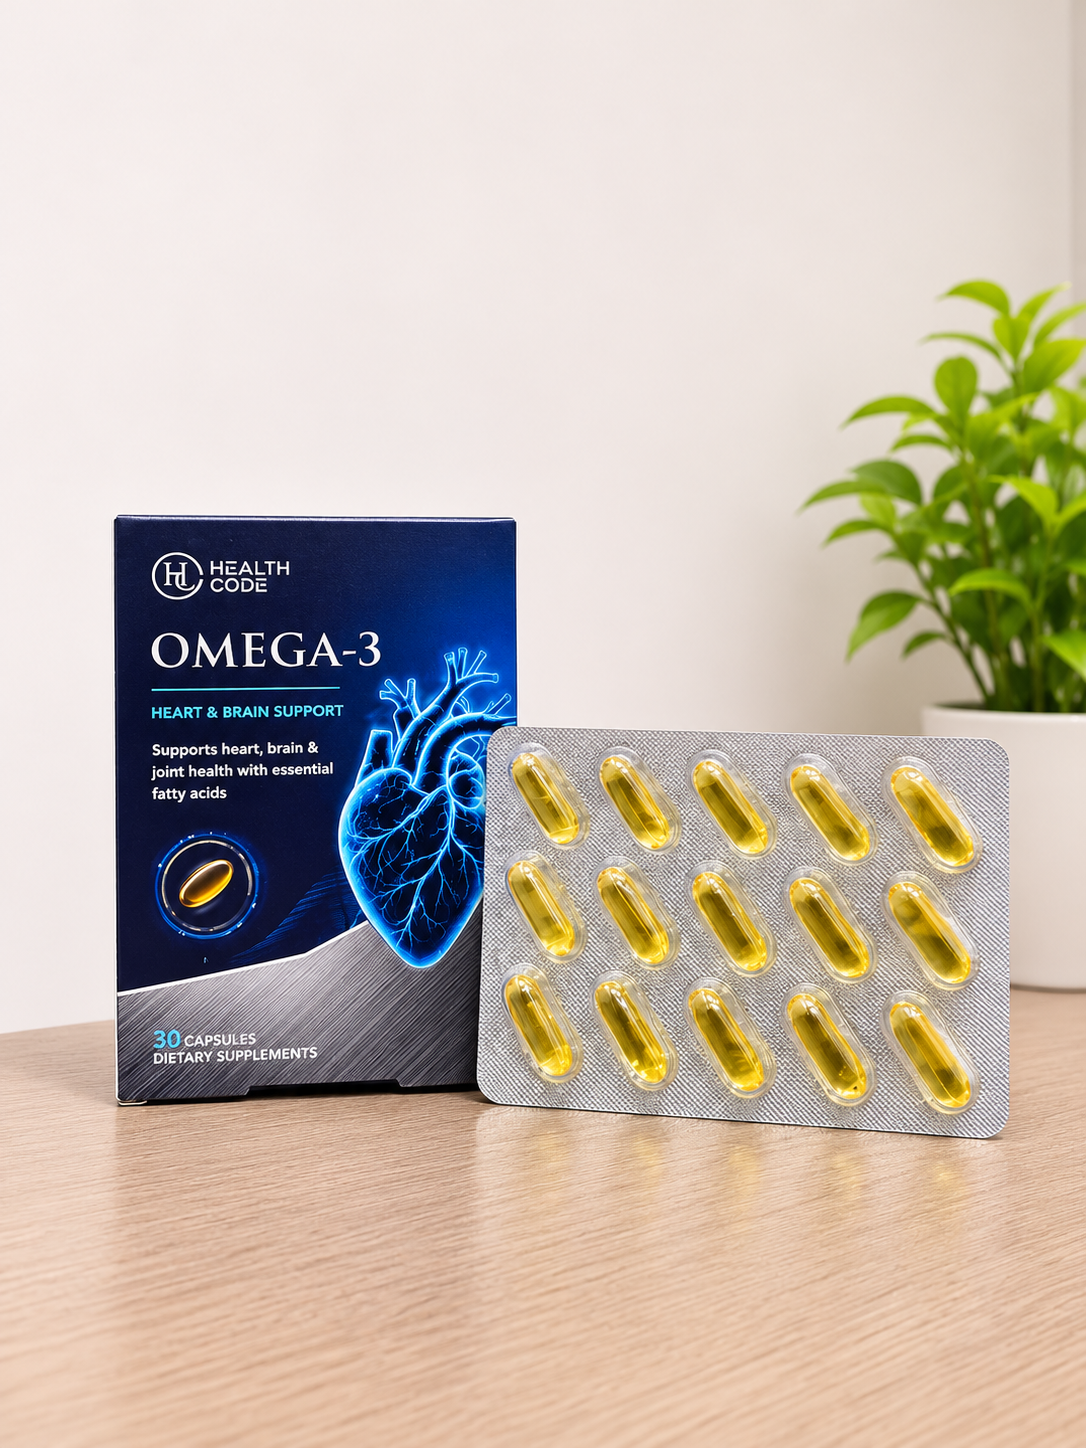 HL
HEALTH
CODE
OMEGA-3
HEART & BRAIN SUPPORT
Supports heart, brain &
joint health with essential
fatty acids
30 CAPSULES
DIETARY SUPPLEMENTS